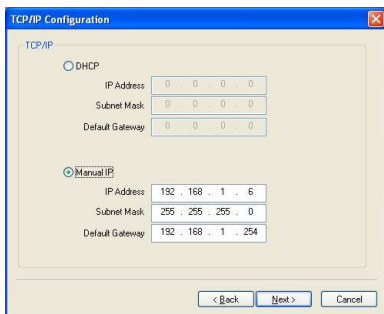 TCP/IP Configuration
TCP/IP
DHCP
IP Address 0 . 0 . 0 . 0
Subnet Mask 0 . 0 . 0 . 0
Default Gateway 0 . 0 . 0 . 0
Manual IP
IP Address 192 . 168 . 1 . 6
Subnet Mask 255 . 255 . 255 . 0
Default Gateway 192 . 168 . 1 . 254
< Back Next > Cancel